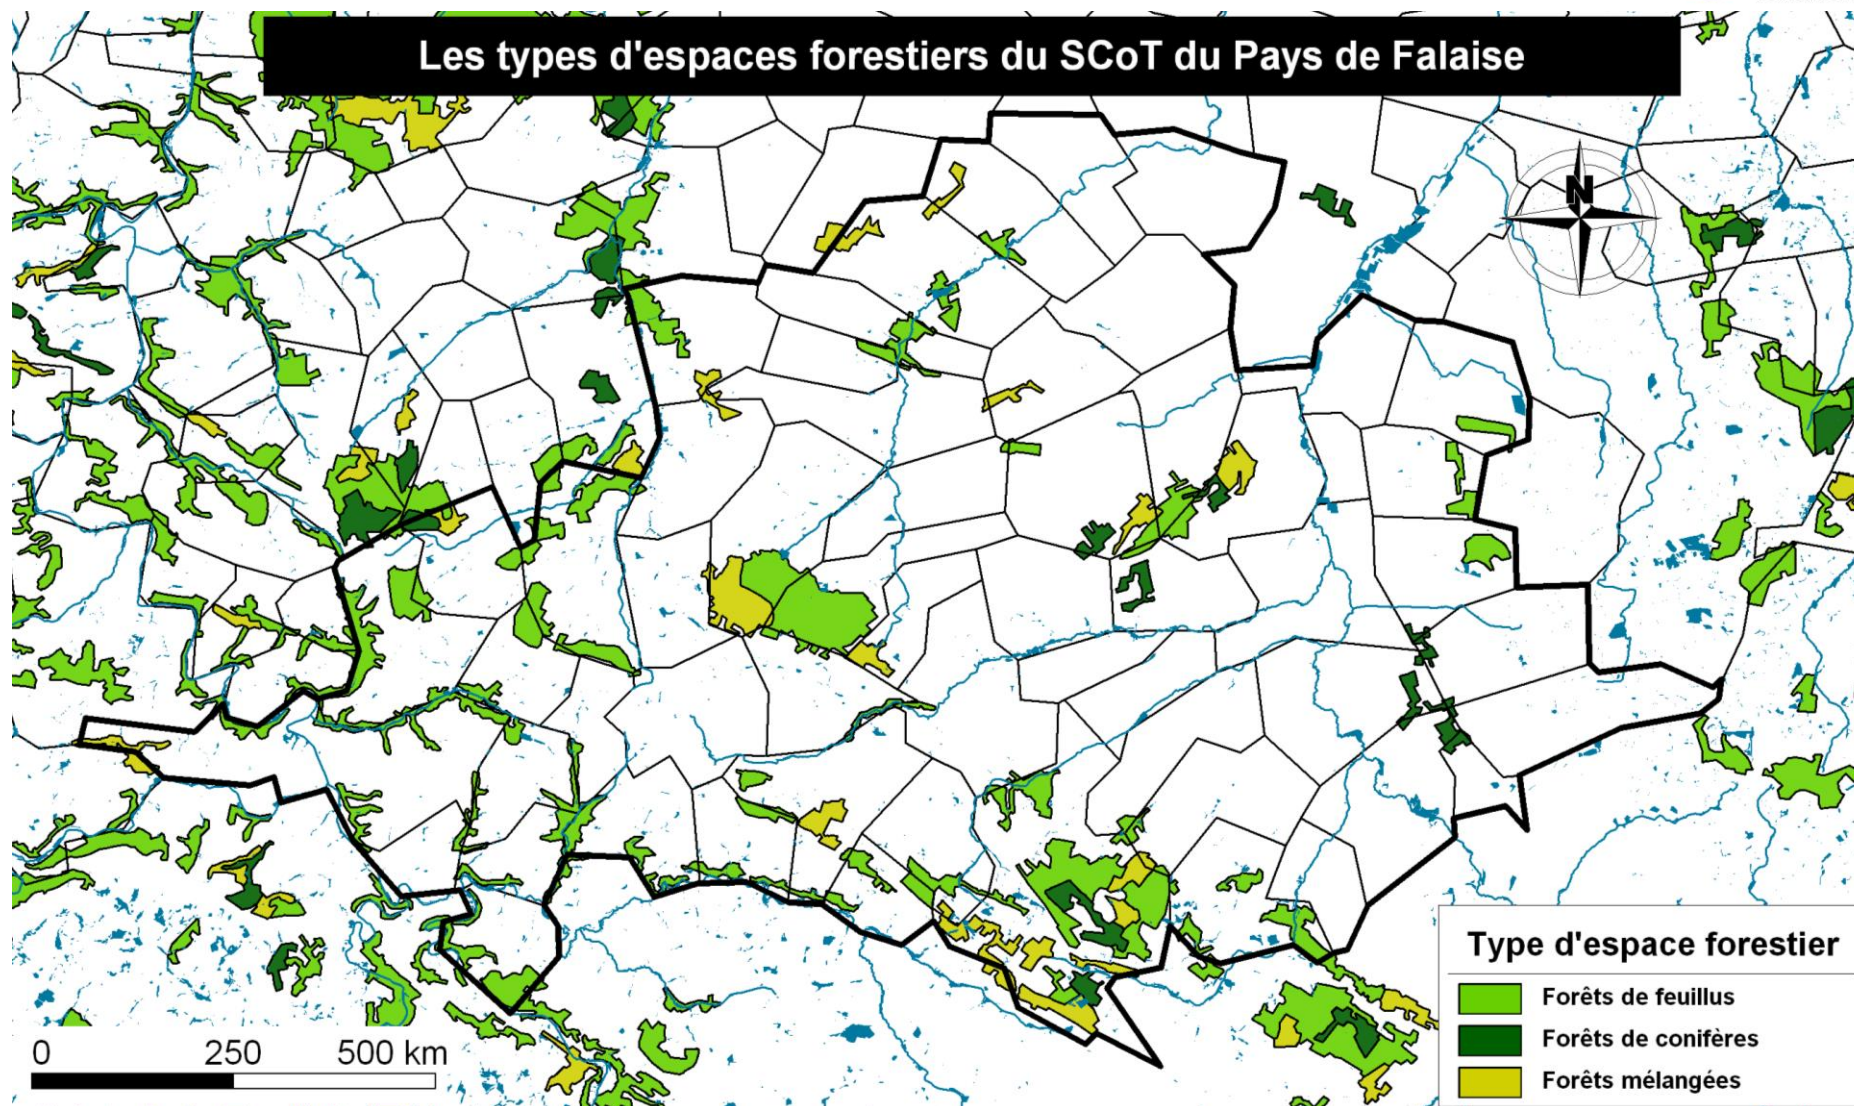 Les types d'espaces forestiers du SCoT du Pays de Falaise
N
Type d'espace forestier
Forêts de feuillus
Forêts de conifères
Forêts mélangées
0 250 500 km